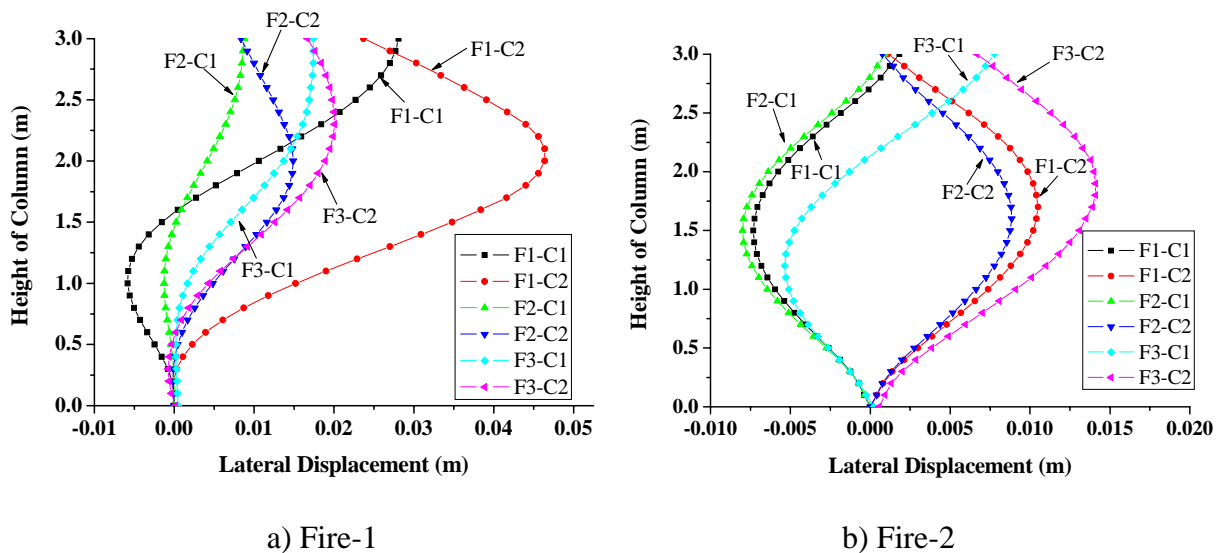 F2-C2
3.0
F1-C2
F2-C1
2.5
F1-C1
2.0
F3-C2
1.5
F3-C1
1.0
0.5
0.0
Height of Column (m)
F1-C1
F1-C2
F2-C1
F2-C2
F3-C1
F3-C2
-0.01 0.00 0.01 0.02 0.03 0.04 0.05
Lateral Displacement (m)
a) Fire-1
F3-C1
3.0
F3-C2
F2-C1
2.5
F1-C1
2.0
F1-C2
F2-C2
1.5
1.0
0.5
0.0
Height of Column (m)
F1-C1
F1-C2
F2-C1
F2-C2
F3-C1
F3-C2
-0.010 -0.005 0.000 0.005 0.010 0.015 0.020
Lateral Displacement (m)
b) Fire-2